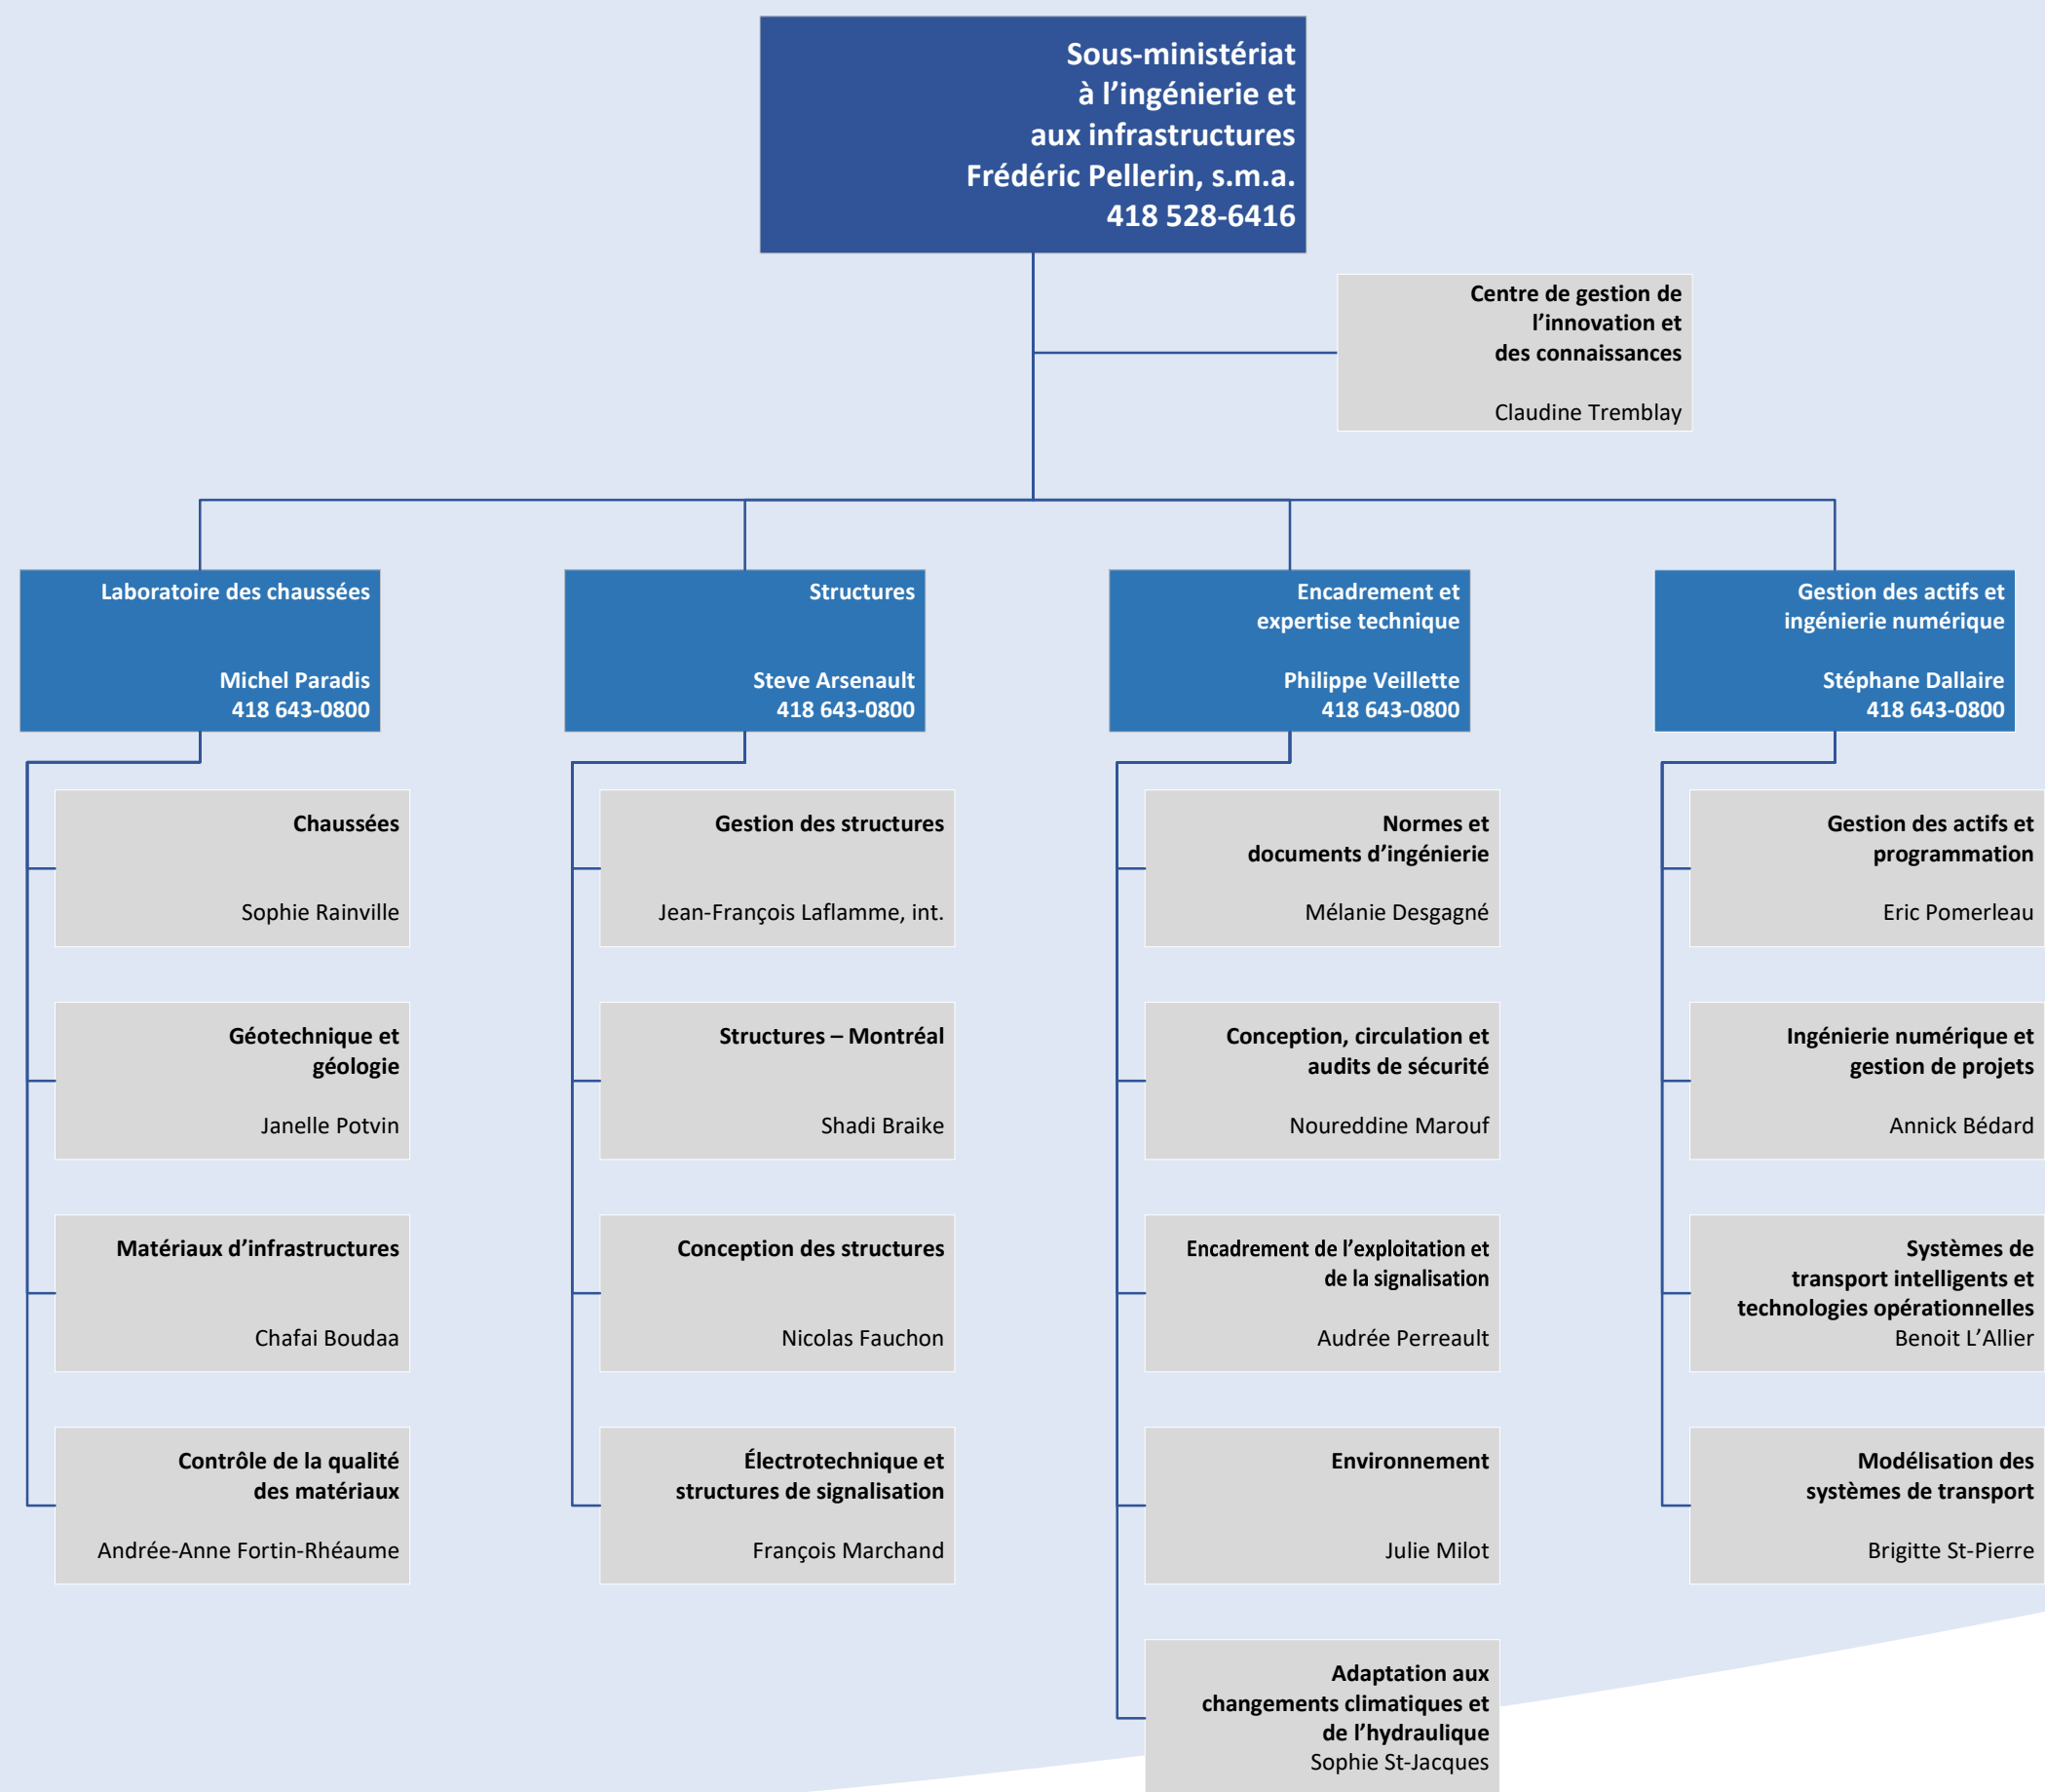 Sous-ministériat
à l’ingénierie et
aux infrastructures
Frédéric Pellerin, s.m.a.
418 528-6416
Centre de gestion de
l’innovation et
des connaissances
Claudine Tremblay
Laboratoire des chaussées
Michel Paradis
418 643-0800
Structures
Steve Arsenault
418 643-0800
Encadrement et
expertise technique
Philippe Veillette
418 643-0800
Gestion des actifs et
ingénierie numérique
Stéphane Dallaire
418 643-0800
Chaussées
Sophie Rainville
Géotechnique et
géologie
Janelle Potvin
Matériaux d’infrastructures
Chafai Boudaa
Contrôle de la qualité
des matériaux
Andrée-Anne Fortin-Rhéaume
Gestion des structures
Jean-François Laflamme, int.
Structures – Montréal
Shadi Braike
Conception des structures
Nicolas Fauchon
Électrotechnique et
structures de signalisation
François Marchand
Normes et
documents d’ingénierie
Mélanie Desgagné
Conception, circulation et
audits de sécurité
Noureddine Marouf
Encadrement de l’exploitation et
de la signalisation
Audrée Perreault
Environnement
Julie Milot
Adaptation aux
changements climatiques et
de l’hydraulique
Sophie St-Jacques
Gestion des actifs et
programmation
Eric Pomerleau
Ingénierie numérique et
gestion de projets
Annick Bédard
Systèmes de
transport intelligents et
technologies opérationnelles
Benoit L’Allier
Modélisation des
systèmes de transport
Brigitte St-Pierre